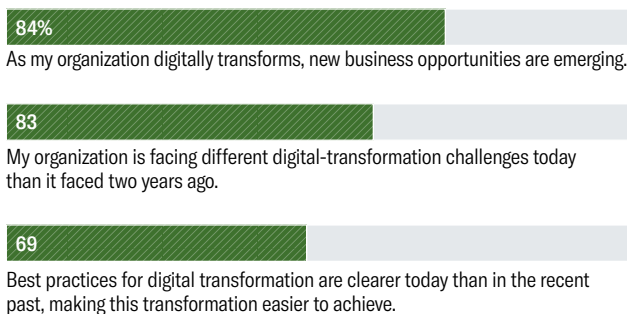 84%
As my organization digitally transforms, new business opportunities are emerging.
83
My organization is facing different digital-transformation challenges today
than it faced two years ago.
69
Best practices for digital transformation are clearer today than in the recent
past, making this transformation easier to achieve.